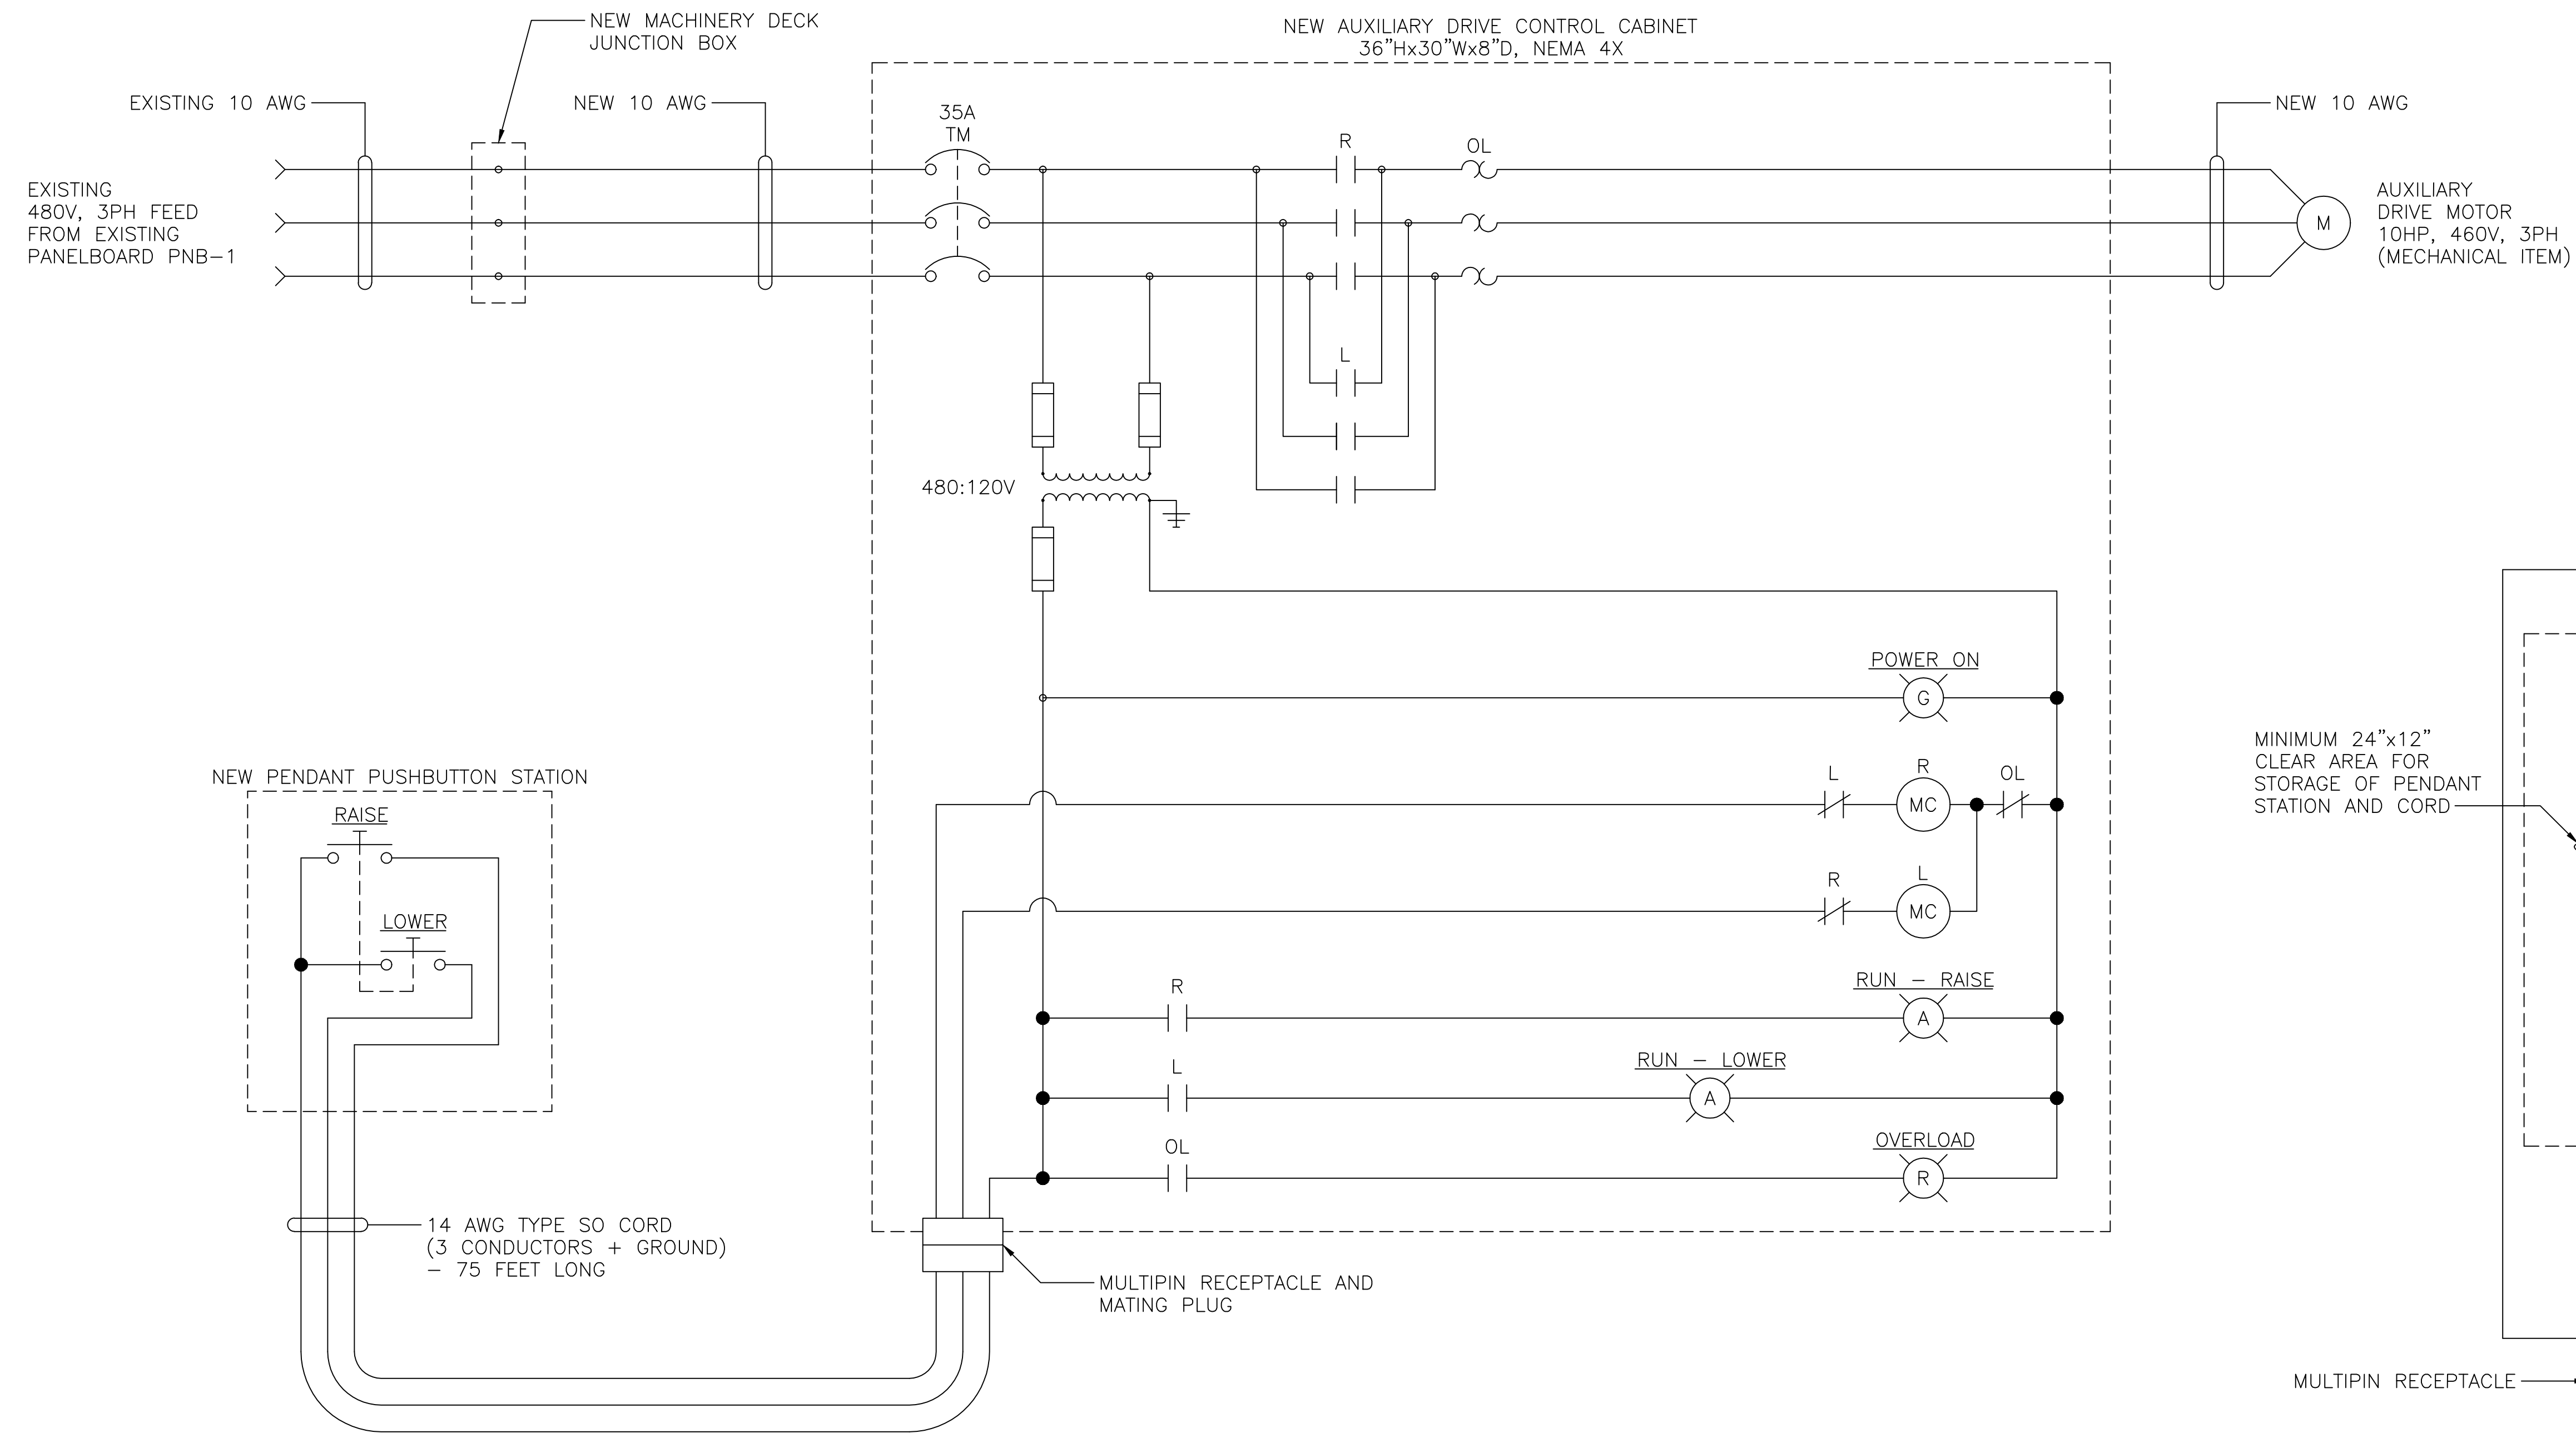 NEW MACHINERY DECK
JUNCTION BOX
NEW AUXILIARY DRIVE CONTROL CABINET
36"Hx30"Wx8"D, NEMA 4X
EXISTING 10 AWG
NEW 10 AWG
35A
TM
R
OL
NEW 10 AWG
EXISTING
480V, 3PH FEED
FROM EXISTING
PANELBOARD PNB-1
M
AUXILIARY
DRIVE MOTOR
10HP, 460V, 3PH
(MECHANICAL ITEM)
L
480:120V
POWER ON
G
NEW PENDANT PUSHBUTTON STATION
RAISE
LOWER
L
R
MC
OL
R
L
MC
MINIMUM 24"x12"
CLEAR AREA FOR
STORAGE OF PENDANT
STATION AND CORD
R
RUN - RAISE
A
L
RUN - LOWER
A
OL
OVERLOAD
R
14 AWG TYPE SO CORD
(3 CONDUCTORS + GROUND)
- 75 FEET LONG
MULTIPIN RECEPTACLE AND
MATING PLUG
MULTIPIN RECEPTACLE